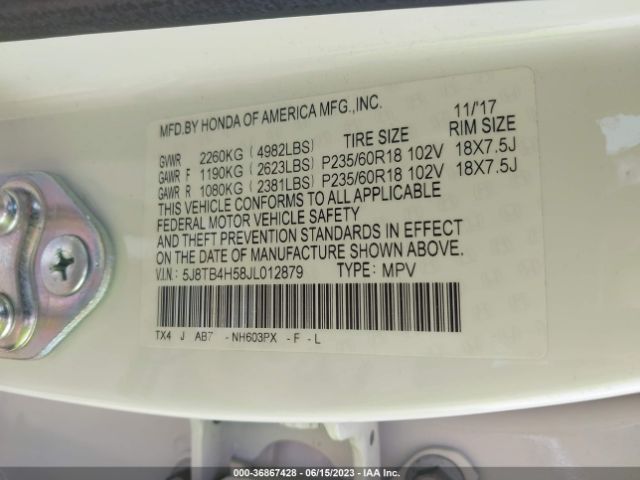 MFD.BY HONDA OF AMERICA MFG.,INC. 11/'17
GVWR 2260KG ( 4982LBS) TIRE SIZE RIM SIZE
GAWR F 1190KG ( 2623LBS) P235/60R18 102V 18X7.5J
GAWR R 1080KG ( 2381LBS) P235/60R18 102V 18X7.5J
THIS VEHICLE CONFORMS TO ALL APPLICABLE
FEDERAL MOTOR VEHICLE SAFETY
AND THEFT PREVENTION STANDARDS IN EFFECT
ON THE DATE OF MANUFACTURE SHOWN ABOVE.
V.I.N.: 5J8TB4H58JL012879 TYPE: MPV
TX4 J AB7 - NH603PX - F - L
000-36867428 - 06/15/2023 - IAA Inc.